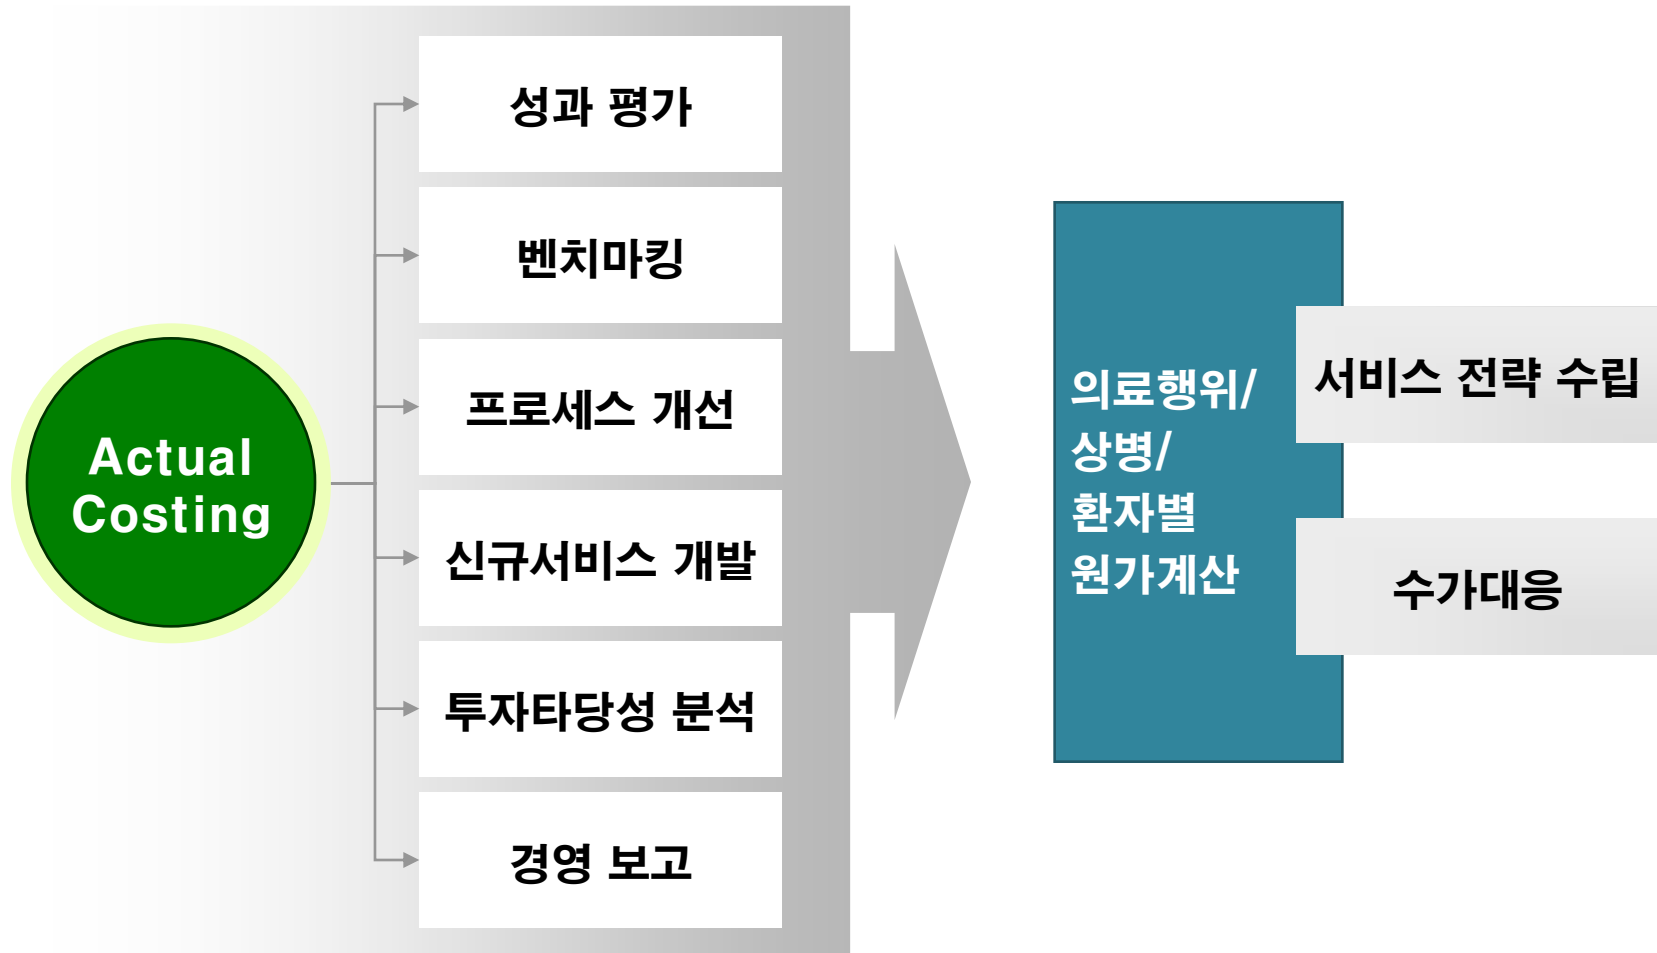 Actual
Costing
성과 평가
벤치마킹
프로세스 개선
신규서비스 개발
투자타당성 분석
경영 보고
의료행위/
상병/
환자별
원가계산
서비스 전략 수립
수가대응